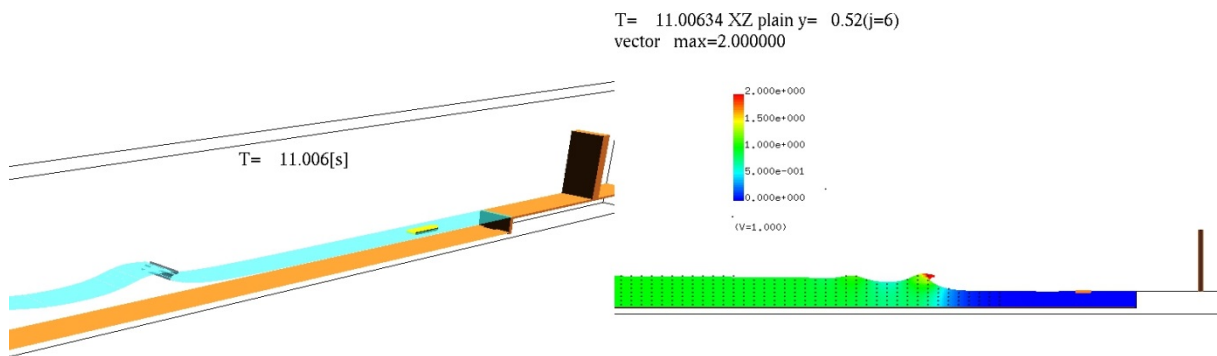 T= 11.006[s]
T= 11.00634 XZ plain y= 0.52(j=6)
vector max=2.000000
2.000e+000
1.500e+000
1.000e+000
5.000e-001
0.000e+000
(V=1.000)